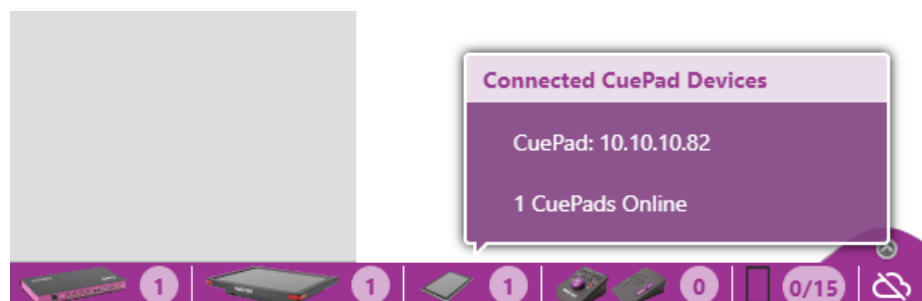 Connected CuePad Devices
CuePad: 10.10.10.82
1 CuePads Online
1 1 1 0 0/15